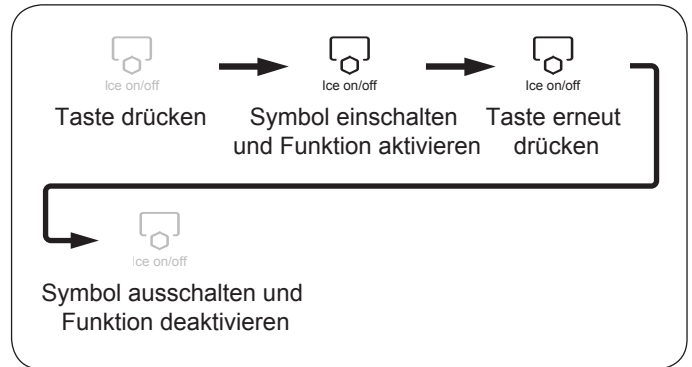 Ice on/off
Ice on/off
Ice on/off
Taste drücken
Symbol einschalten
und Funktion aktivieren
Taste erneut
drücken
Ice on/off
Symbol ausschalten und
Funktion deaktivieren